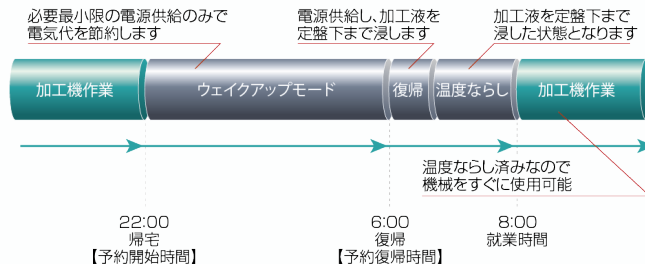 必要最小限の電源供給のみで
電気代を節約します
電源供給し、加工液を
定盤下まで浸します
加工液を定盤下まで
浸した状態となります
加工機作業
ウェイクアップモード
復帰
温度ならし
加工機作業
温度ならし済みなので
機械をすぐに使用可能
22:00
帰宅
【予約開始時間】
6:00
復帰
【予約復帰時間】
8:00
就業時間